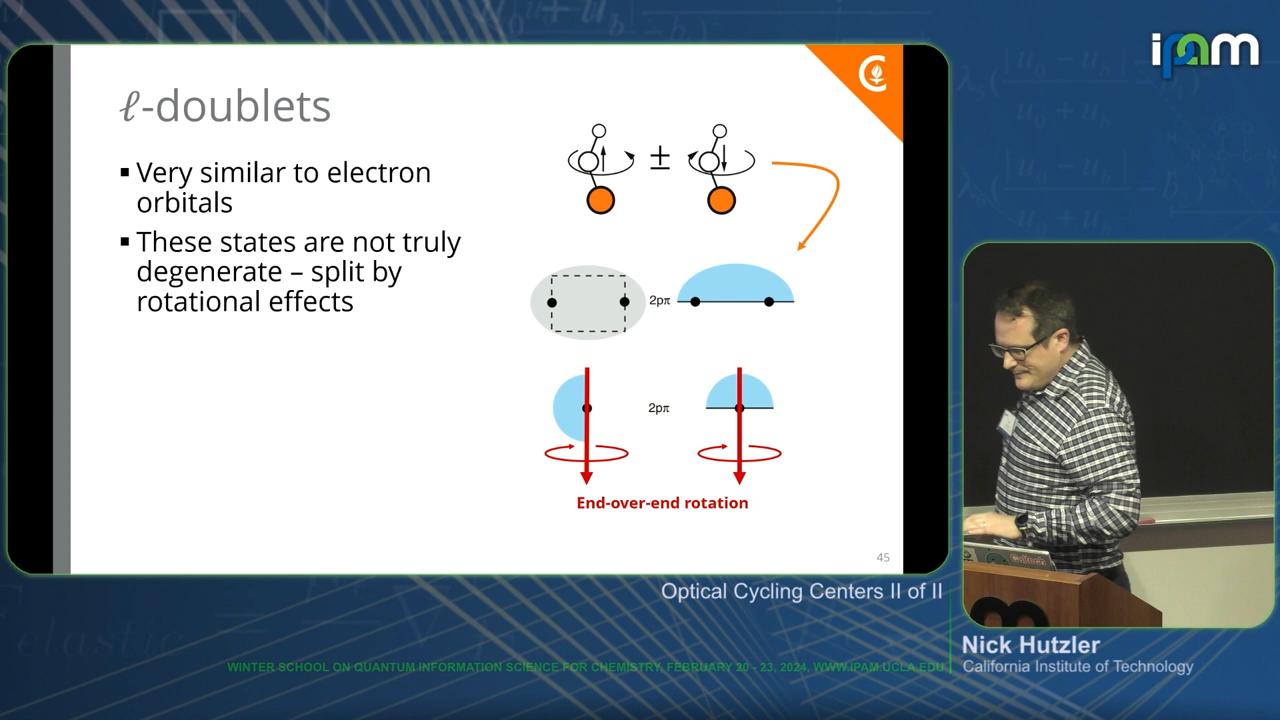 ipam
ℓ-doublets
▪ Very similar to electron
orbitals
▪ These states are not truly
degenerate – split by
rotational effects
±
2pπ
2pπ
End-over-end rotation
45
Optical Cycling Centers II of II
Nick Hutzler
California Institute of Technology
WINTER SCHOOL ON QUANTUM INFORMATION SCIENCE FOR CHEMISTRY, FEBRUARY 20 - 23, 2024, WWW.IPAM.UCLA.EDU
elastic